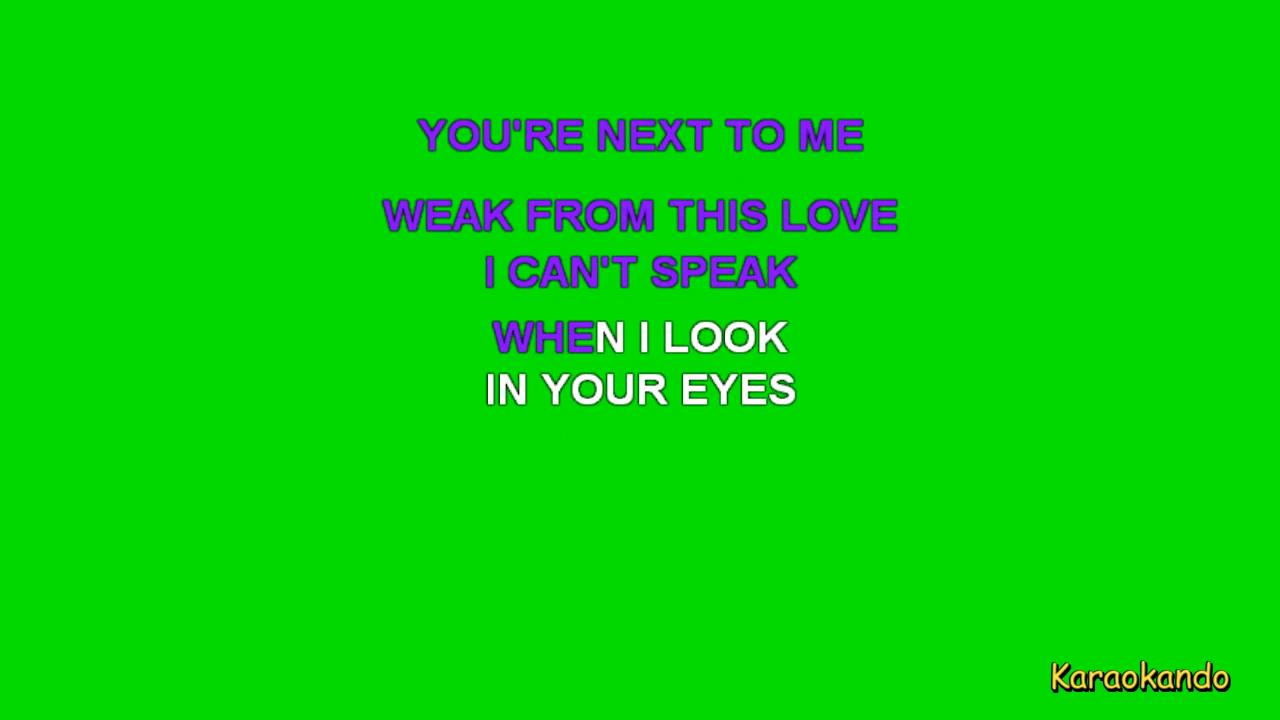 YOU'RE NEXT TO ME
WEAK FROM THIS LOVE
I CAN'T SPEAK
WHEN I LOOK
IN YOUR EYES
Karaokando